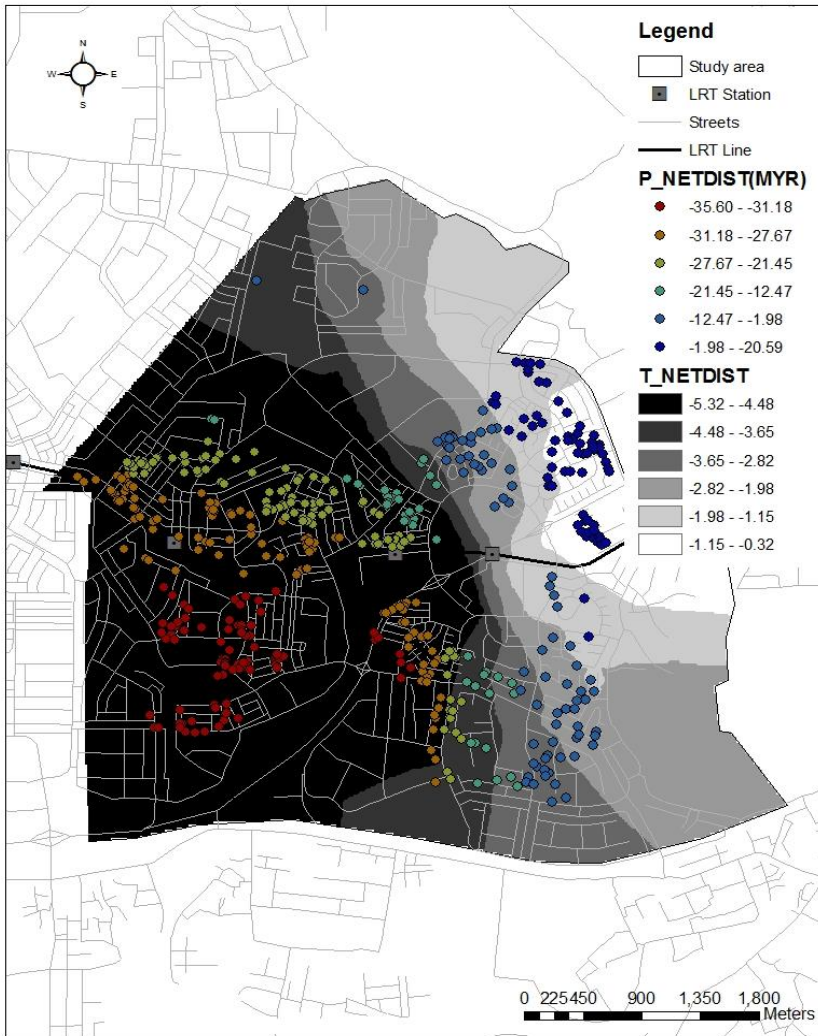 N
W E
S
Legend
Study area
LRT Station
Streets
LRT Line
P_NETDIST(MYR)
-35.60 - -31.18
-31.18 - -27.67
-27.67 - -21.45
-21.45 - -12.47
-12.47 - -1.98
-1.98 - -20.59
T_NETDIST
-5.32 - -4.48
-4.48 - -3.65
-3.65 - -2.82
-2.82 - -1.98
-1.98 - -1.15
-1.15 - -0.32
0 225450 900 1,350 1,800
Meters